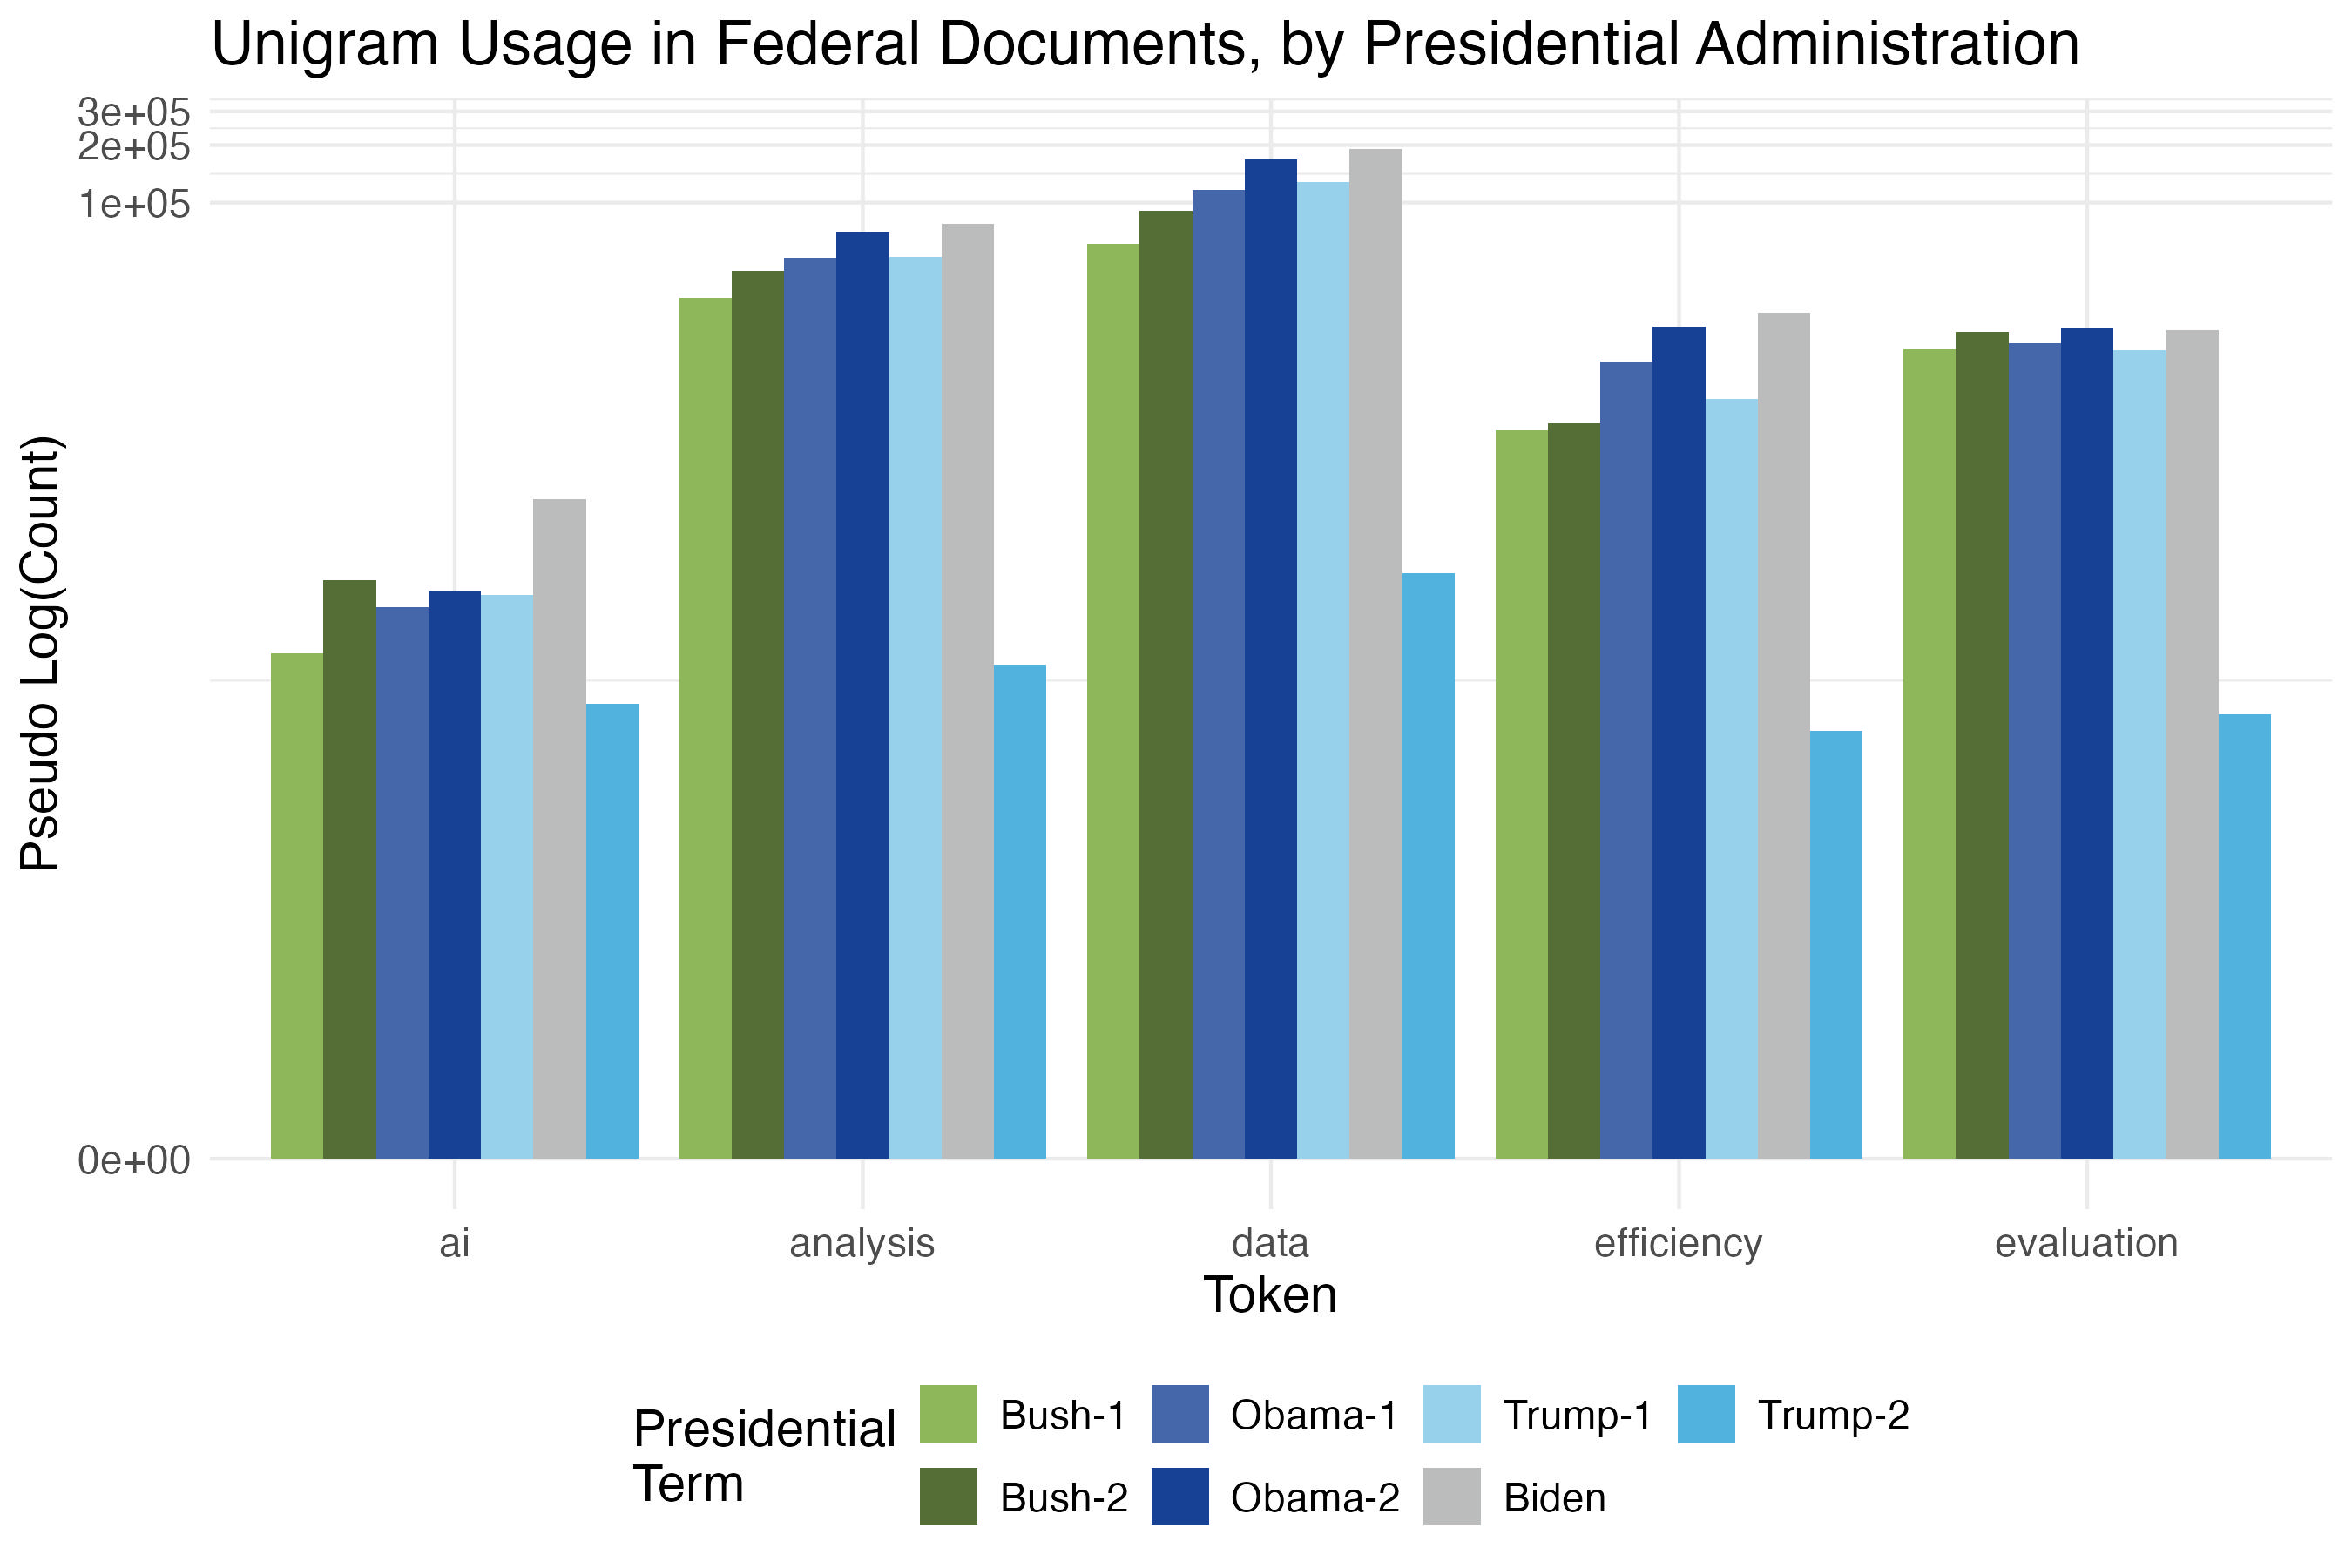 Unigram Usage in Federal Documents, by Presidential Administration
3e+05
2e+05
1e+05
0e+00
Pseudo Log(Count)
ai analysis data efficiency evaluation
Token
Presidential
Term
Bush-1 Obama-1 Trump-1 Trump-2
Bush-2 Obama-2 Biden